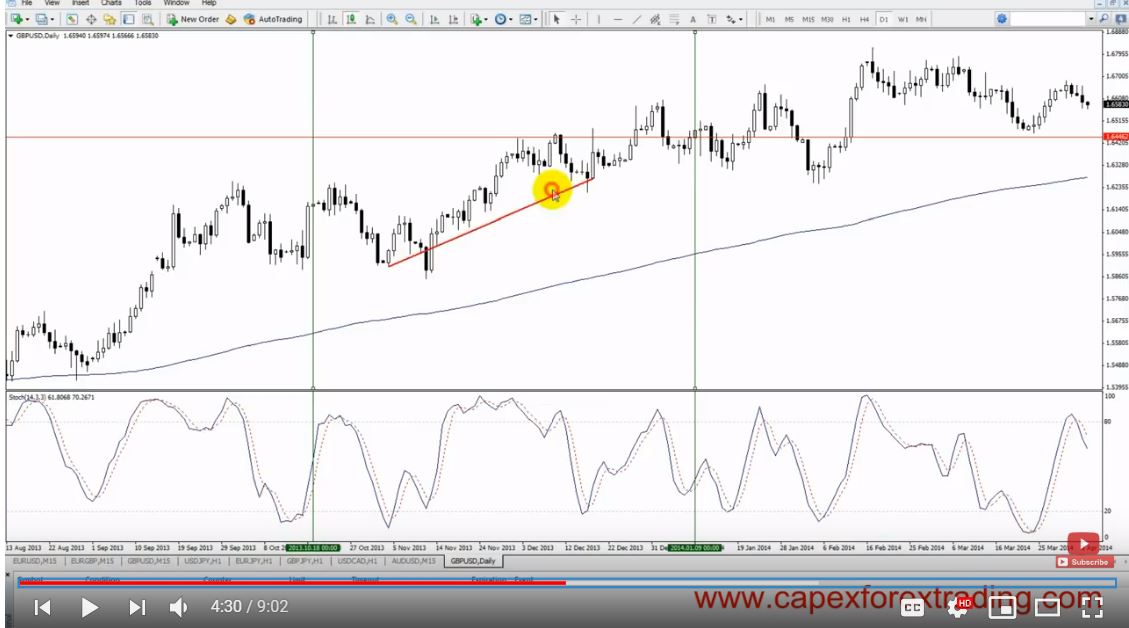 File View Insert Charts Tools Window Help
New Order AutoTrading M1 M5 M15 M30 H1 H4 D1 W1 MN
GBPUSD,Daily 1.65940 1.65974 1.65666 1.65830
1.68880
1.67955
1.67005
1.66080
1.65830
1.65155
1.64462
1.64205
1.63280
1.62355
1.61405
1.60480
1.59555
1.58605
1.57680
1.56755
1.55805
1.54880
1.53955
Stoch(14,3,3) 61.8068 70.2671
100
80
20
0
13 Aug 2013 22 Aug 2013 1 Sep 2013 10 Sep 2013 19 Sep 2013 29 Sep 2013 8 Oct 2013.10.18 00:00 27 Oct 2013 5 Nov 2013 14 Nov 2013 24 Nov 2013 3 Dec 2013 12 Dec 2013 22 Dec 2013 31 De 2014.01.09 00:00 19 Jan 2014 28 Jan 2014 6 Feb 2014 16 Feb 2014 25 Feb 2014 6 Mar 2014 16 Mar 2014 25 Mar 2014 Apr 2014
EURUSD,M15 EURGBP,M15 GBPUSD,M15 USDJPY,H1 EURJPY,H1 GBPJPY,H1 USDCAD,H1 AUDUSD,M15 GBPUSD,Daily
Subscribe
Symbol Condition Counter Limit Timeout Expiration Event
www.capexforextrading.com
4:30 / 9:02 CC HD